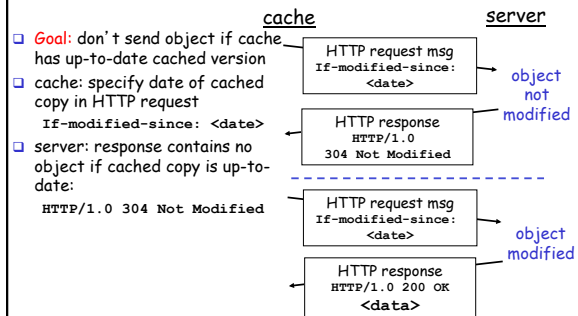 cache
server
Goal: don't send object if cache
has up-to-date cached version
cache: specify date of cached
copy in HTTP request
If-modified-since: <date>
server: response contains no
object if cached copy is up-to-
date:
HTTP/1.0 304 Not Modified
HTTP request msg
If-modified-since:
<date>
object
not
modified
HTTP response
HTTP/1.0
304 Not Modified
HTTP request msg
If-modified-since:
<date>
object
modified
HTTP response
HTTP/1.0 200 OK
<data>